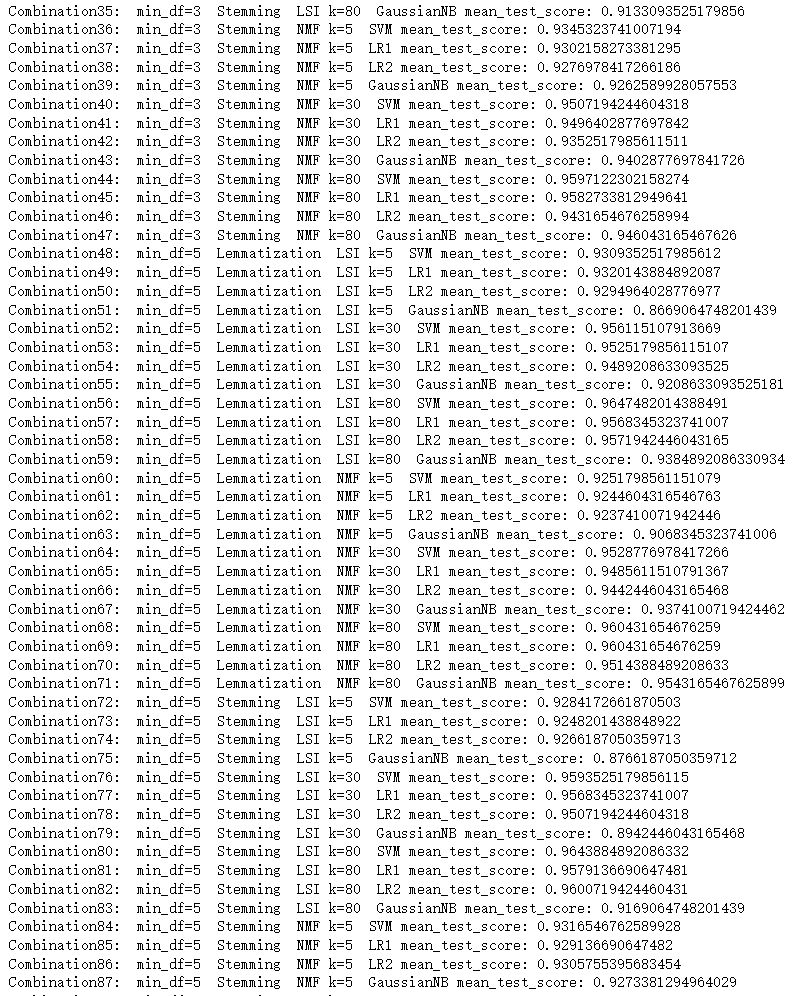 Combination35:  min_df=3  Stemming  LSI k=80  GaussianNB mean_test_score: 0.9133093525179856
Combination36:  min_df=3  Stemming  NMF k=5  SVM mean_test_score: 0.9345323741007194
Combination37:  min_df=3  Stemming  NMF k=5  LR1 mean_test_score: 0.9302158273381295
Combination38:  min_df=3  Stemming  NMF k=5  LR2 mean_test_score: 0.9276978417266186
Combination39:  min_df=3  Stemming  NMF k=5  GaussianNB mean_test_score: 0.9262589928057553
Combination40:  min_df=3  Stemming  NMF k=30  SVM mean_test_score: 0.9507194244604318
Combination41:  min_df=3  Stemming  NMF k=30  LR1 mean_test_score: 0.9496402877697842
Combination42:  min_df=3  Stemming  NMF k=30  LR2 mean_test_score: 0.9352517985611511
Combination43:  min_df=3  Stemming  NMF k=30  GaussianNB mean_test_score: 0.9402877697841726
Combination44:  min_df=3  Stemming  NMF k=80  SVM mean_test_score: 0.9597122302158274
Combination45:  min_df=3  Stemming  NMF k=80  LR1 mean_test_score: 0.9582733812949641
Combination46:  min_df=3  Stemming  NMF k=80  LR2 mean_test_score: 0.9431654676258994
Combination47:  min_df=3  Stemming  NMF k=80  GaussianNB mean_test_score: 0.946043165467626
Combination48:  min_df=5  Lemmatization  LSI k=5  SVM mean_test_score: 0.9309352517985612
Combination49:  min_df=5  Lemmatization  LSI k=5  LR1 mean_test_score: 0.9320143884892087
Combination50:  min_df=5  Lemmatization  LSI k=5  LR2 mean_test_score: 0.9294964028776977
Combination51:  min_df=5  Lemmatization  LSI k=5  GaussianNB mean_test_score: 0.8669064748201439
Combination52:  min_df=5  Lemmatization  LSI k=30  SVM mean_test_score: 0.956115107913669
Combination53:  min_df=5  Lemmatization  LSI k=30  LR1 mean_test_score: 0.9525179856115107
Combination54:  min_df=5  Lemmatization  LSI k=30  LR2 mean_test_score: 0.9489208633093525
Combination55:  min_df=5  Lemmatization  LSI k=30  GaussianNB mean_test_score: 0.9208633093525181
Combination56:  min_df=5  Lemmatization  LSI k=80  SVM mean_test_score: 0.9647482014388491
Combination57:  min_df=5  Lemmatization  LSI k=80  LR1 mean_test_score: 0.9568345323741007
Combination58:  min_df=5  Lemmatization  LSI k=80  LR2 mean_test_score: 0.9571942446043165
Combination59:  min_df=5  Lemmatization  LSI k=80  GaussianNB mean_test_score: 0.9384892086330934
Combination60:  min_df=5  Lemmatization  NMF k=5  SVM mean_test_score: 0.9251798561151079
Combination61:  min_df=5  Lemmatization  NMF k=5  LR1 mean_test_score: 0.9244604316546763
Combination62:  min_df=5  Lemmatization  NMF k=5  LR2 mean_test_score: 0.9237410071942446
Combination63:  min_df=5  Lemmatization  NMF k=5  GaussianNB mean_test_score: 0.9068345323741006
Combination64:  min_df=5  Lemmatization  NMF k=30  SVM mean_test_score: 0.9528776978417266
Combination65:  min_df=5  Lemmatization  NMF k=30  LR1 mean_test_score: 0.9485611510791367
Combination66:  min_df=5  Lemmatization  NMF k=30  LR2 mean_test_score: 0.9442446043165468
Combination67:  min_df=5  Lemmatization  NMF k=30  GaussianNB mean_test_score: 0.9374100719424462
Combination68:  min_df=5  Lemmatization  NMF k=80  SVM mean_test_score: 0.960431654676259
Combination69:  min_df=5  Lemmatization  NMF k=80  LR1 mean_test_score: 0.960431654676259
Combination70:  min_df=5  Lemmatization  NMF k=80  LR2 mean_test_score: 0.9514388489208633
Combination71:  min_df=5  Lemmatization  NMF k=80  GaussianNB mean_test_score: 0.9543165467625899
Combination72:  min_df=5  Stemming  LSI k=5  SVM mean_test_score: 0.9284172661870503
Combination73:  min_df=5  Stemming  LSI k=5  LR1 mean_test_score: 0.9248201438848922
Combination74:  min_df=5  Stemming  LSI k=5  LR2 mean_test_score: 0.9266187050359713
Combination75:  min_df=5  Stemming  LSI k=5  GaussianNB mean_test_score: 0.8766187050359712
Combination76:  min_df=5  Stemming  LSI k=30  SVM mean_test_score: 0.9593525179856115
Combination77:  min_df=5  Stemming  LSI k=30  LR1 mean_test_score: 0.9568345323741007
Combination78:  min_df=5  Stemming  LSI k=30  LR2 mean_test_score: 0.9507194244604318
Combination79:  min_df=5  Stemming  LSI k=30  GaussianNB mean_test_score: 0.8942446043165468
Combination80:  min_df=5  Stemming  LSI k=80  SVM mean_test_score: 0.9643884892086332
Combination81:  min_df=5  Stemming  LSI k=80  LR1 mean_test_score: 0.9579136690647481
Combination82:  min_df=5  Stemming  LSI k=80  LR2 mean_test_score: 0.9600719424460431
Combination83:  min_df=5  Stemming  LSI k=80  GaussianNB mean_test_score: 0.9169064748201439
Combination84:  min_df=5  Stemming  NMF k=5  SVM mean_test_score: 0.9316546762589928
Combination85:  min_df=5  Stemming  NMF k=5  LR1 mean_test_score: 0.929136690647482
Combination86:  min_df=5  Stemming  NMF k=5  LR2 mean_test_score: 0.9305755395683454
Combination87:  min_df=5  Stemming  NMF k=5  GaussianNB mean_test_score: 0.9273381294964029